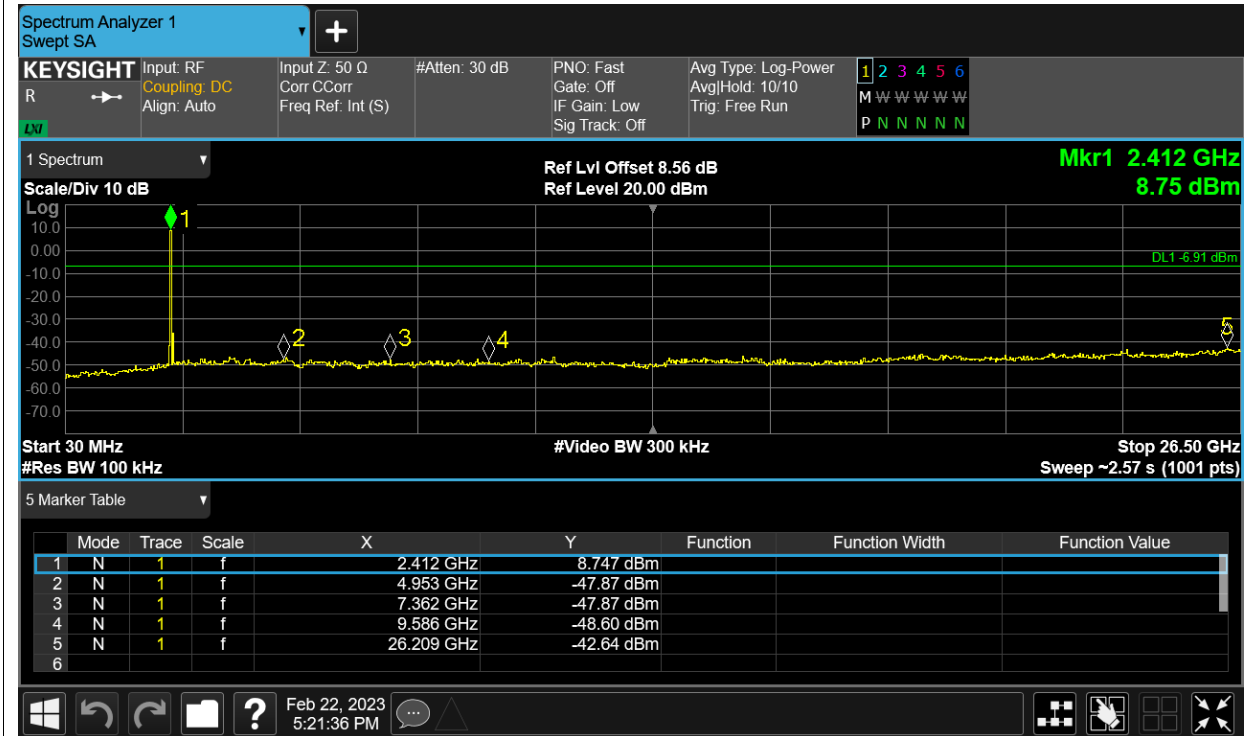 Spectrum Analyzer 1
Swept SA
KEYSIGHT
R
LXI
Input: RF
Coupling: DC
Align: Auto
Input Z: 50 Ω
Corr CCorr
Freq Ref: Int (S)
#Atten: 30 dB
PNO: Fast
Gate: Off
IF Gain: Low
Sig Track: Off
Avg Type: Log-Power
Avg|Hold: 10/10
Trig: Free Run
1 2 3 4 5 6
M W W W W W
P N N N N N
1 Spectrum
Scale/Div 10 dB
Ref Lvl Offset 8.56 dB
Ref Level 20.00 dBm
Mkr1 2.412 GHz
8.75 dBm
Log
10.0
0.00
-10.0
-20.0
-30.0
-40.0
-50.0
-60.0
-70.0
1
DL1 -6.91 dBm
2
3
4
5
Start 30 MHz
#Res BW 100 kHz
#Video BW 300 kHz
Stop 26.50 GHz
Sweep ~2.57 s (1001 pts)
5 Marker Table
Mode Trace Scale X Y Function Function Width Function Value
1 N 1 f 2.412 GHz 8.747 dBm
2 N 1 f 4.953 GHz -47.87 dBm
3 N 1 f 7.362 GHz -47.87 dBm
4 N 1 f 9.586 GHz -48.60 dBm
5 N 1 f 26.209 GHz -42.64 dBm
6
?
Feb 22, 2023
5:21:36 PM